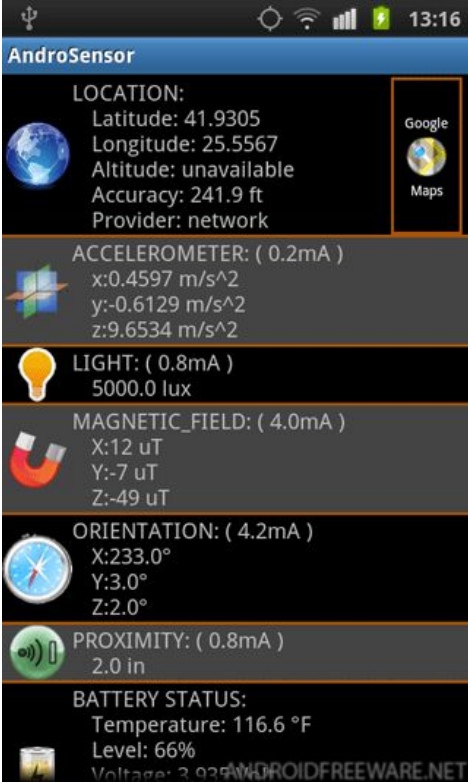 13:16
AndroSensor
LOCATION:
Latitude: 41.9305
Longitude: 25.5567
Altitude: unavailable
Accuracy: 241.9 ft
Provider: network
Google
Maps
ACCELEROMETER: ( 0.2mA )
x:0.4597 m/s^2
y:-0.6129 m/s^2
z:9.6534 m/s^2
LIGHT: ( 0.8mA )
5000.0 lux
MAGNETIC_FIELD: ( 4.0mA )
X:12 uT
Y:-7 uT
Z:-49 uT
ORIENTATION: ( 4.2mA )
X:233.0°
Y:3.0°
Z:2.0°
PROXIMITY: ( 0.8mA )
2.0 in
BATTERY STATUS:
Temperature: 116.6 °F
Level: 66%
Voltage: 3.935
ANDROIDFREEWARE.NET